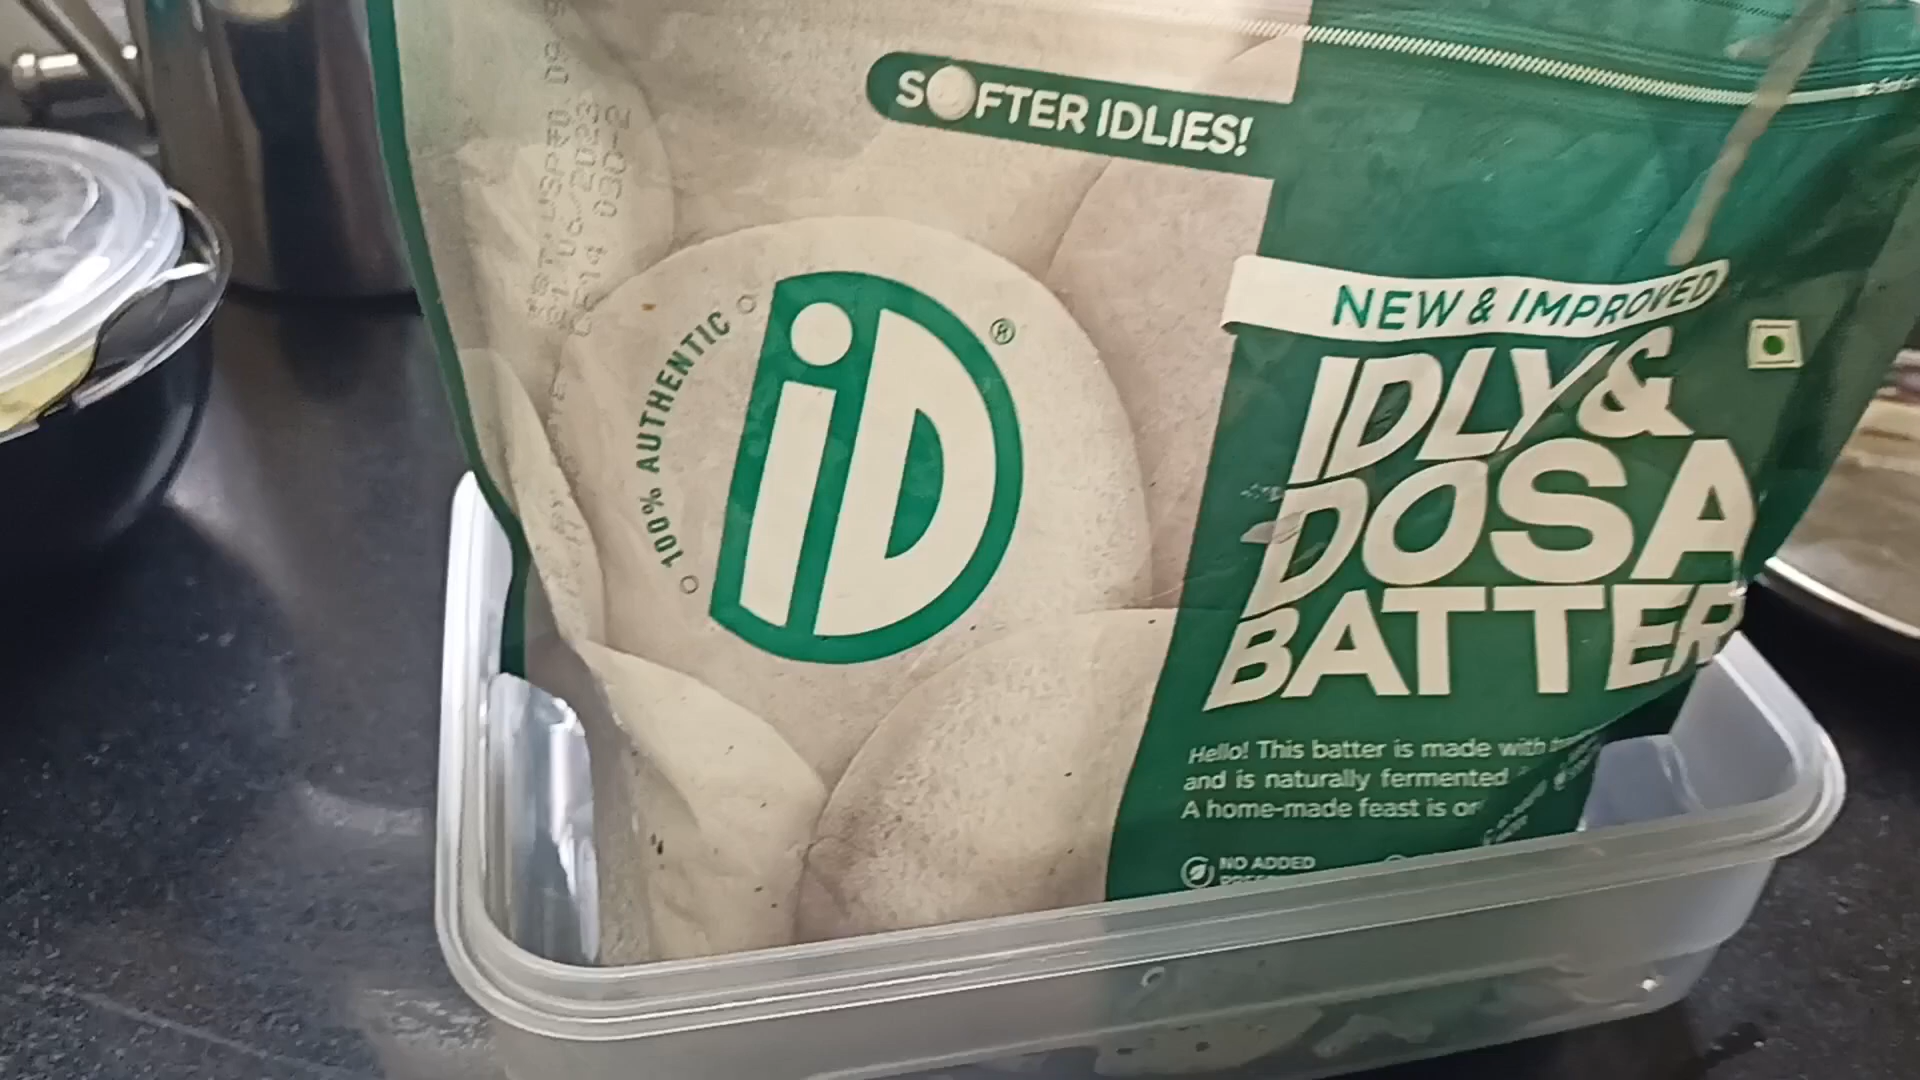 SOFTER IDLIES!
100% AUTHENTIC
iD
®
NEW & IMPROVED
IDLY &
DOSA
BATTER
Hello! This batter is made with
and is naturally fermented
A home-made feast is
NO ADDED